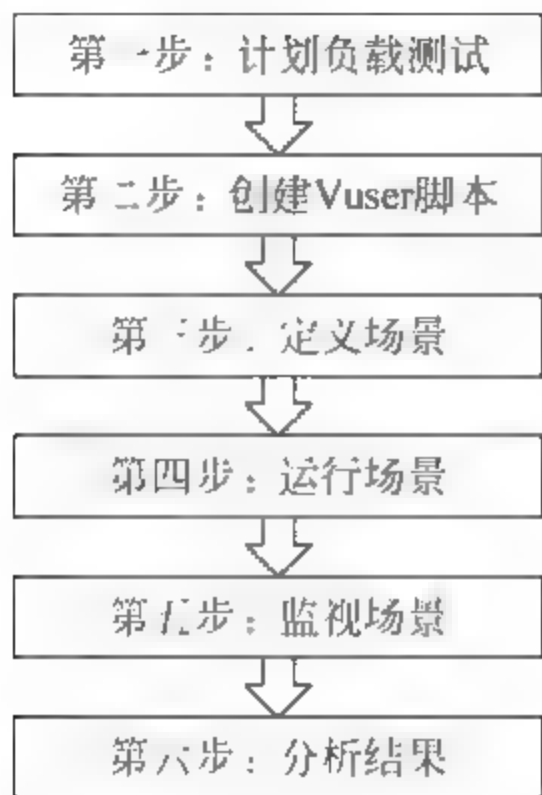 第一步：计划负载测试
第二步：创建Vuser脚本
第三步：定义场景
第四步：运行场景
第五步：监视场景
第六步：分析结果